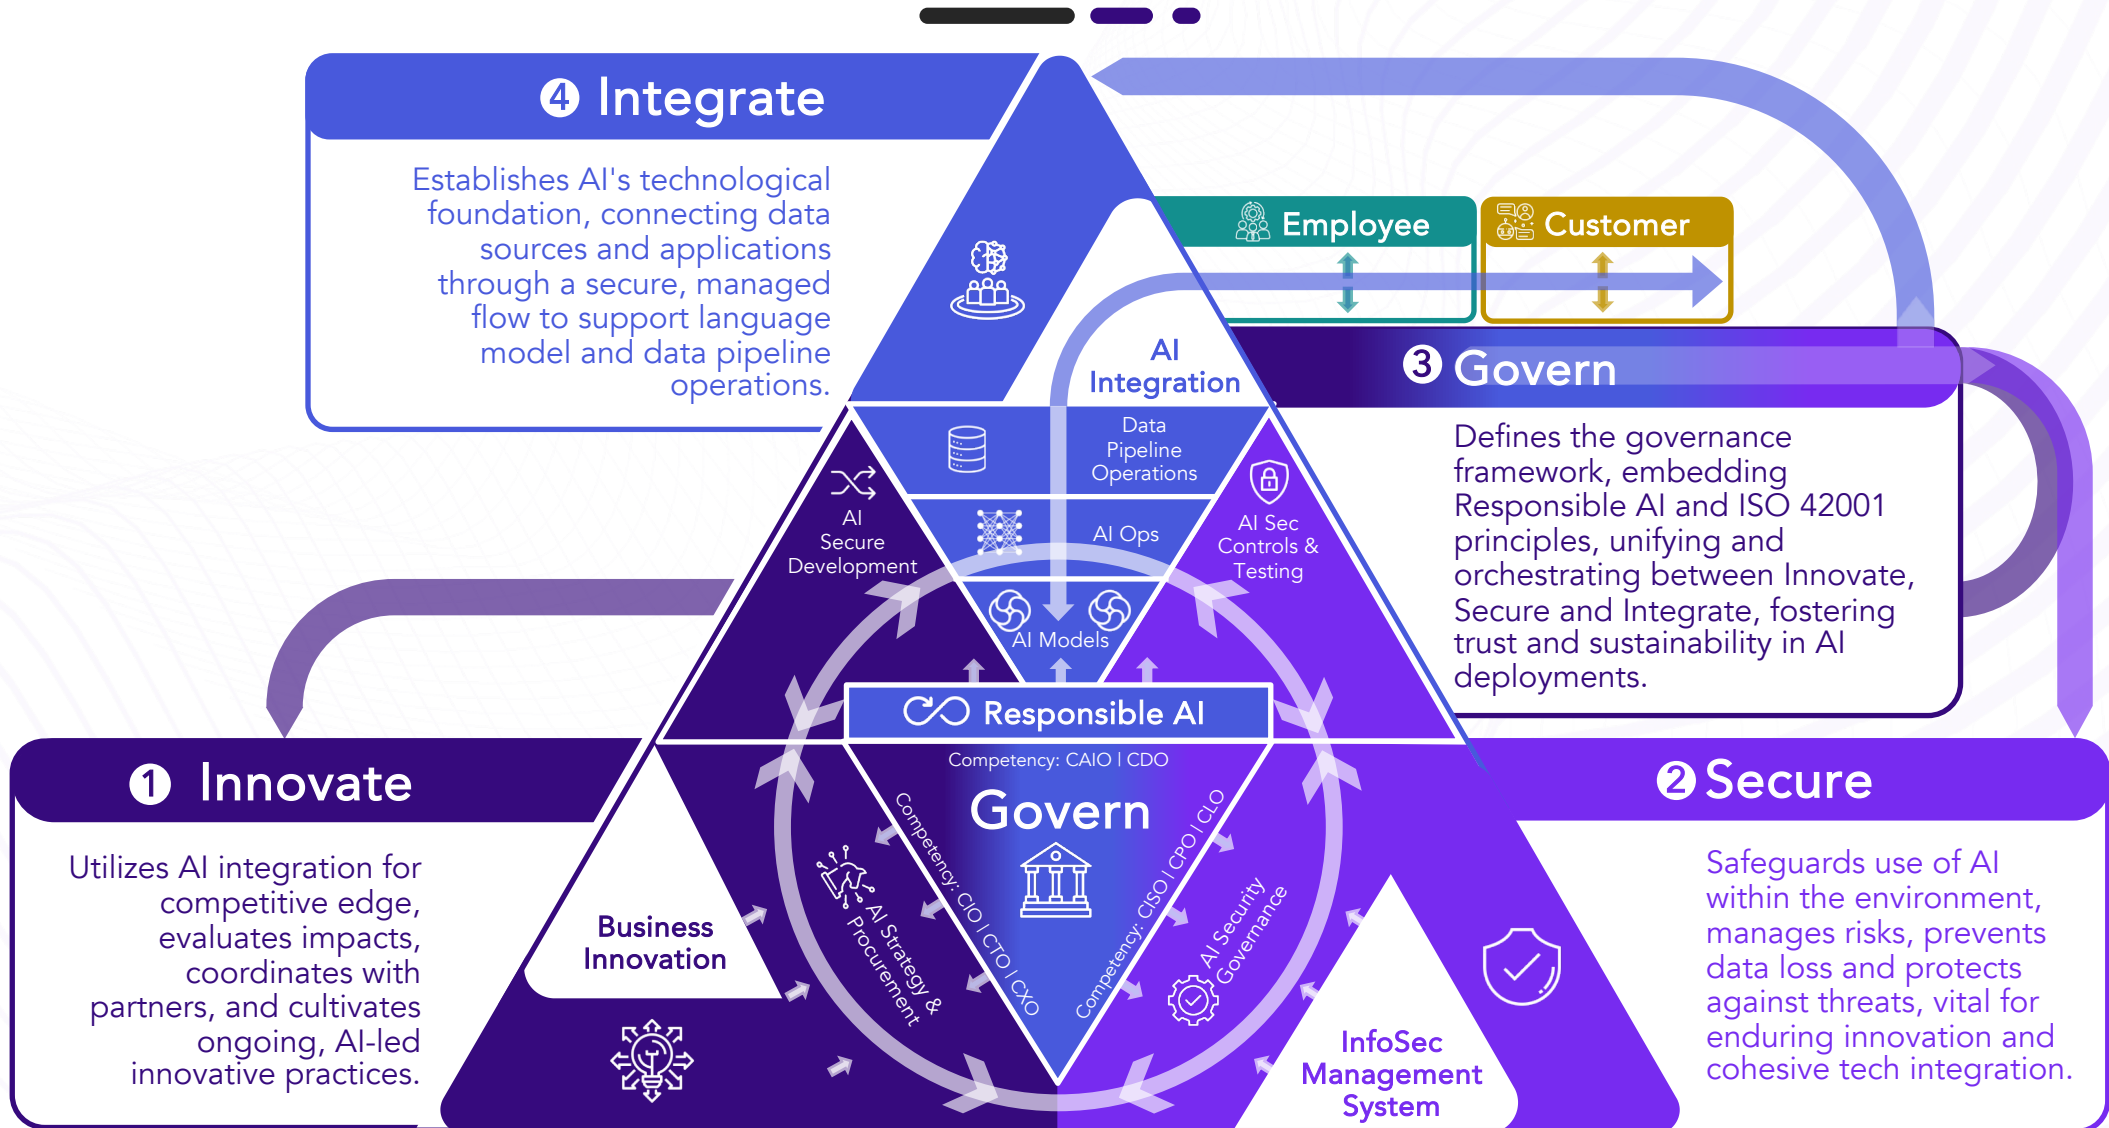 4 Integrate
Establishes AI's technological
foundation, connecting data
sources and applications
through a secure, managed
flow to support language
model and data pipeline
operations.
Employee
Customer
3 Govern
Defines the governance
framework, embedding
Responsible AI and ISO 42001
principles, unifying and
orchestrating between Innovate,
Secure and Integrate, fostering
trust and sustainability in AI
deployments.
AI
Integration
Data
Pipeline
Operations
AI Ops
AI Models
AI
Secure
Development
AI Sec
Controls &
Testing
Responsible AI
Competency: CAIO | CDO
Govern
Competency: CIO | CTO | CXO
Competency: CISO | CPO | CLO
AI Strategy &
Procurement
AI Security
Governance
Business
Innovation
InfoSec
Management
System
1 Innovate
Utilizes AI integration for
competitive edge,
evaluates impacts,
coordinates with
partners, and cultivates
ongoing, AI-led
innovative practices.
2 Secure
Safeguards use of AI
within the environment,
manages risks, prevents
data loss and protects
against threats, vital for
enduring innovation and
cohesive tech integration.